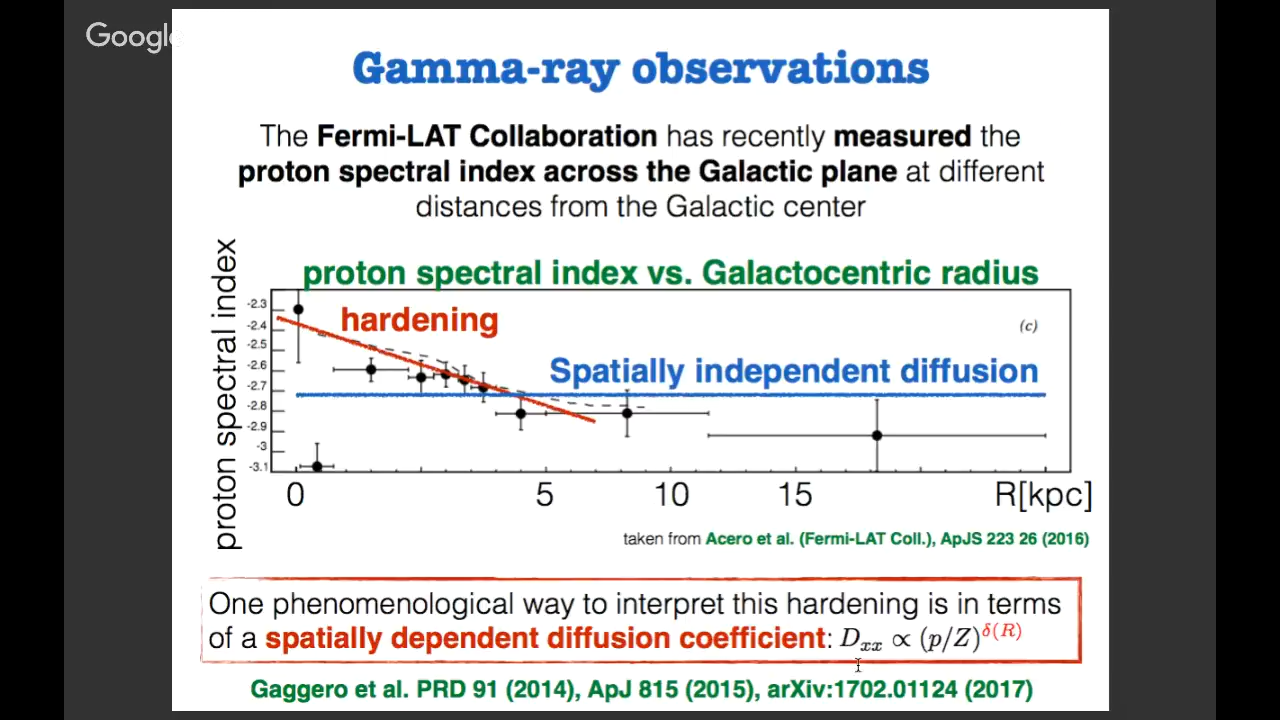 Google
Gamma-ray observations
The Fermi-LAT Collaboration has recently measured the
proton spectral index across the Galactic plane at different
distances from the Galactic center
proton spectral index vs. Galactocentric radius
proton spectral index
hardening
(c)
Spatially independent diffusion
-2.3
-2.4
-2.5
-2.6
-2.7
-2.8
-2.9
-3
-3.1
0 5 10 15 R[kpc]
taken from Acero et al. (Fermi-LAT Coll.), ApJS 223 26 (2016)
One phenomenological way to interpret this hardening is in terms
of a spatially dependent diffusion coefficient: D_{xx} ∝ (p/Z)^{δ(R)}
Gaggero et al. PRD 91 (2014), ApJ 815 (2015), arXiv:1702.01124 (2017)